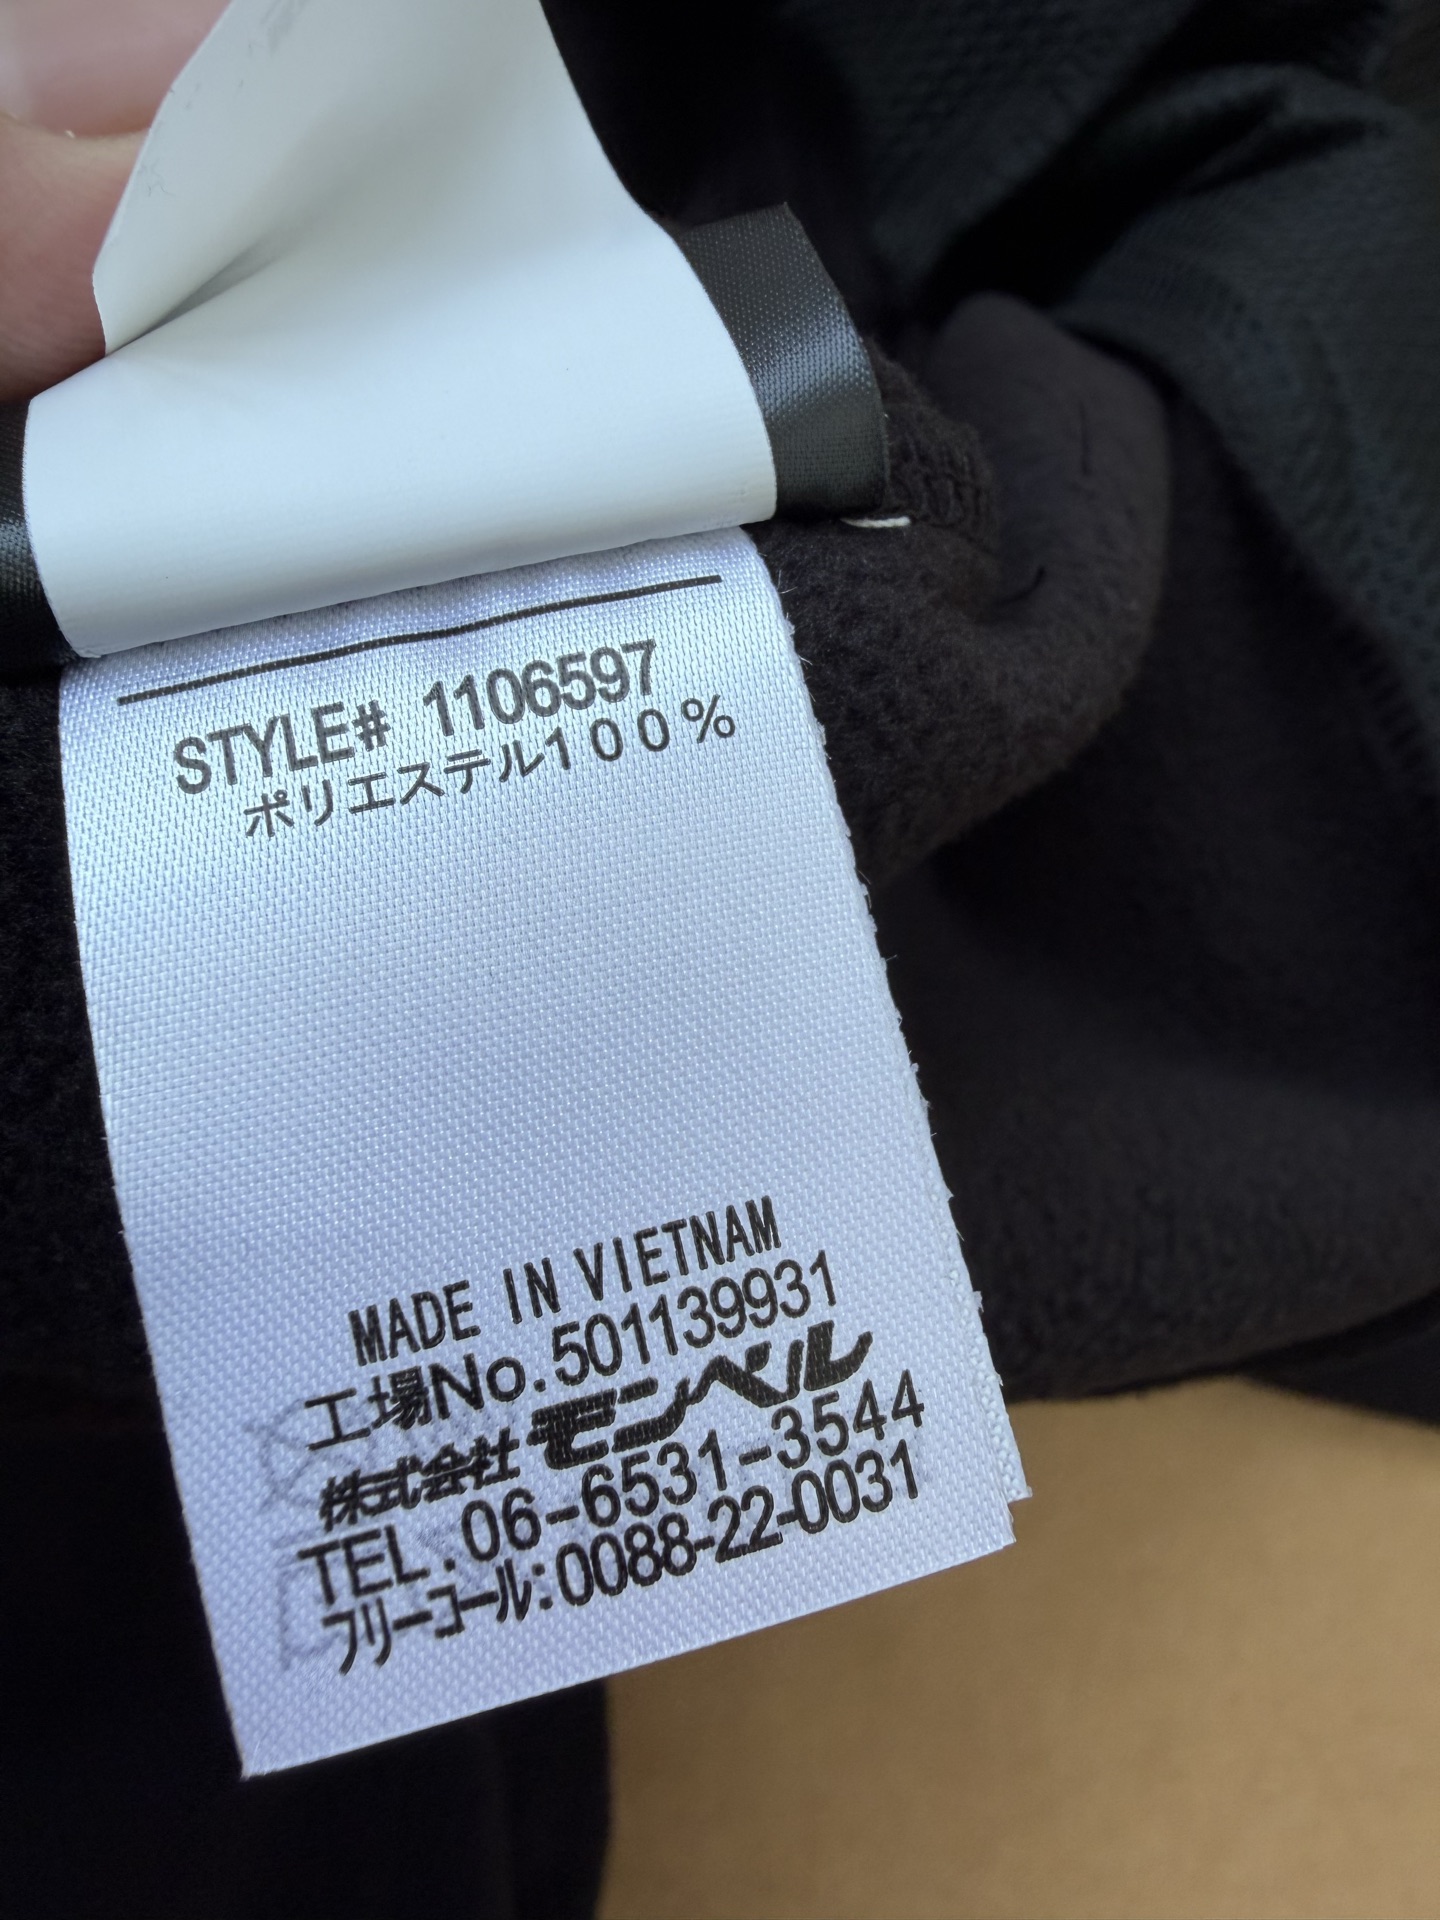 STYLE# 1106597
ポリエステル100%
MADE IN VIETNAM
工場No.501139931
株式会社 モンベル
TEL.06-6531-3544
フリーコール:0088-22-0031